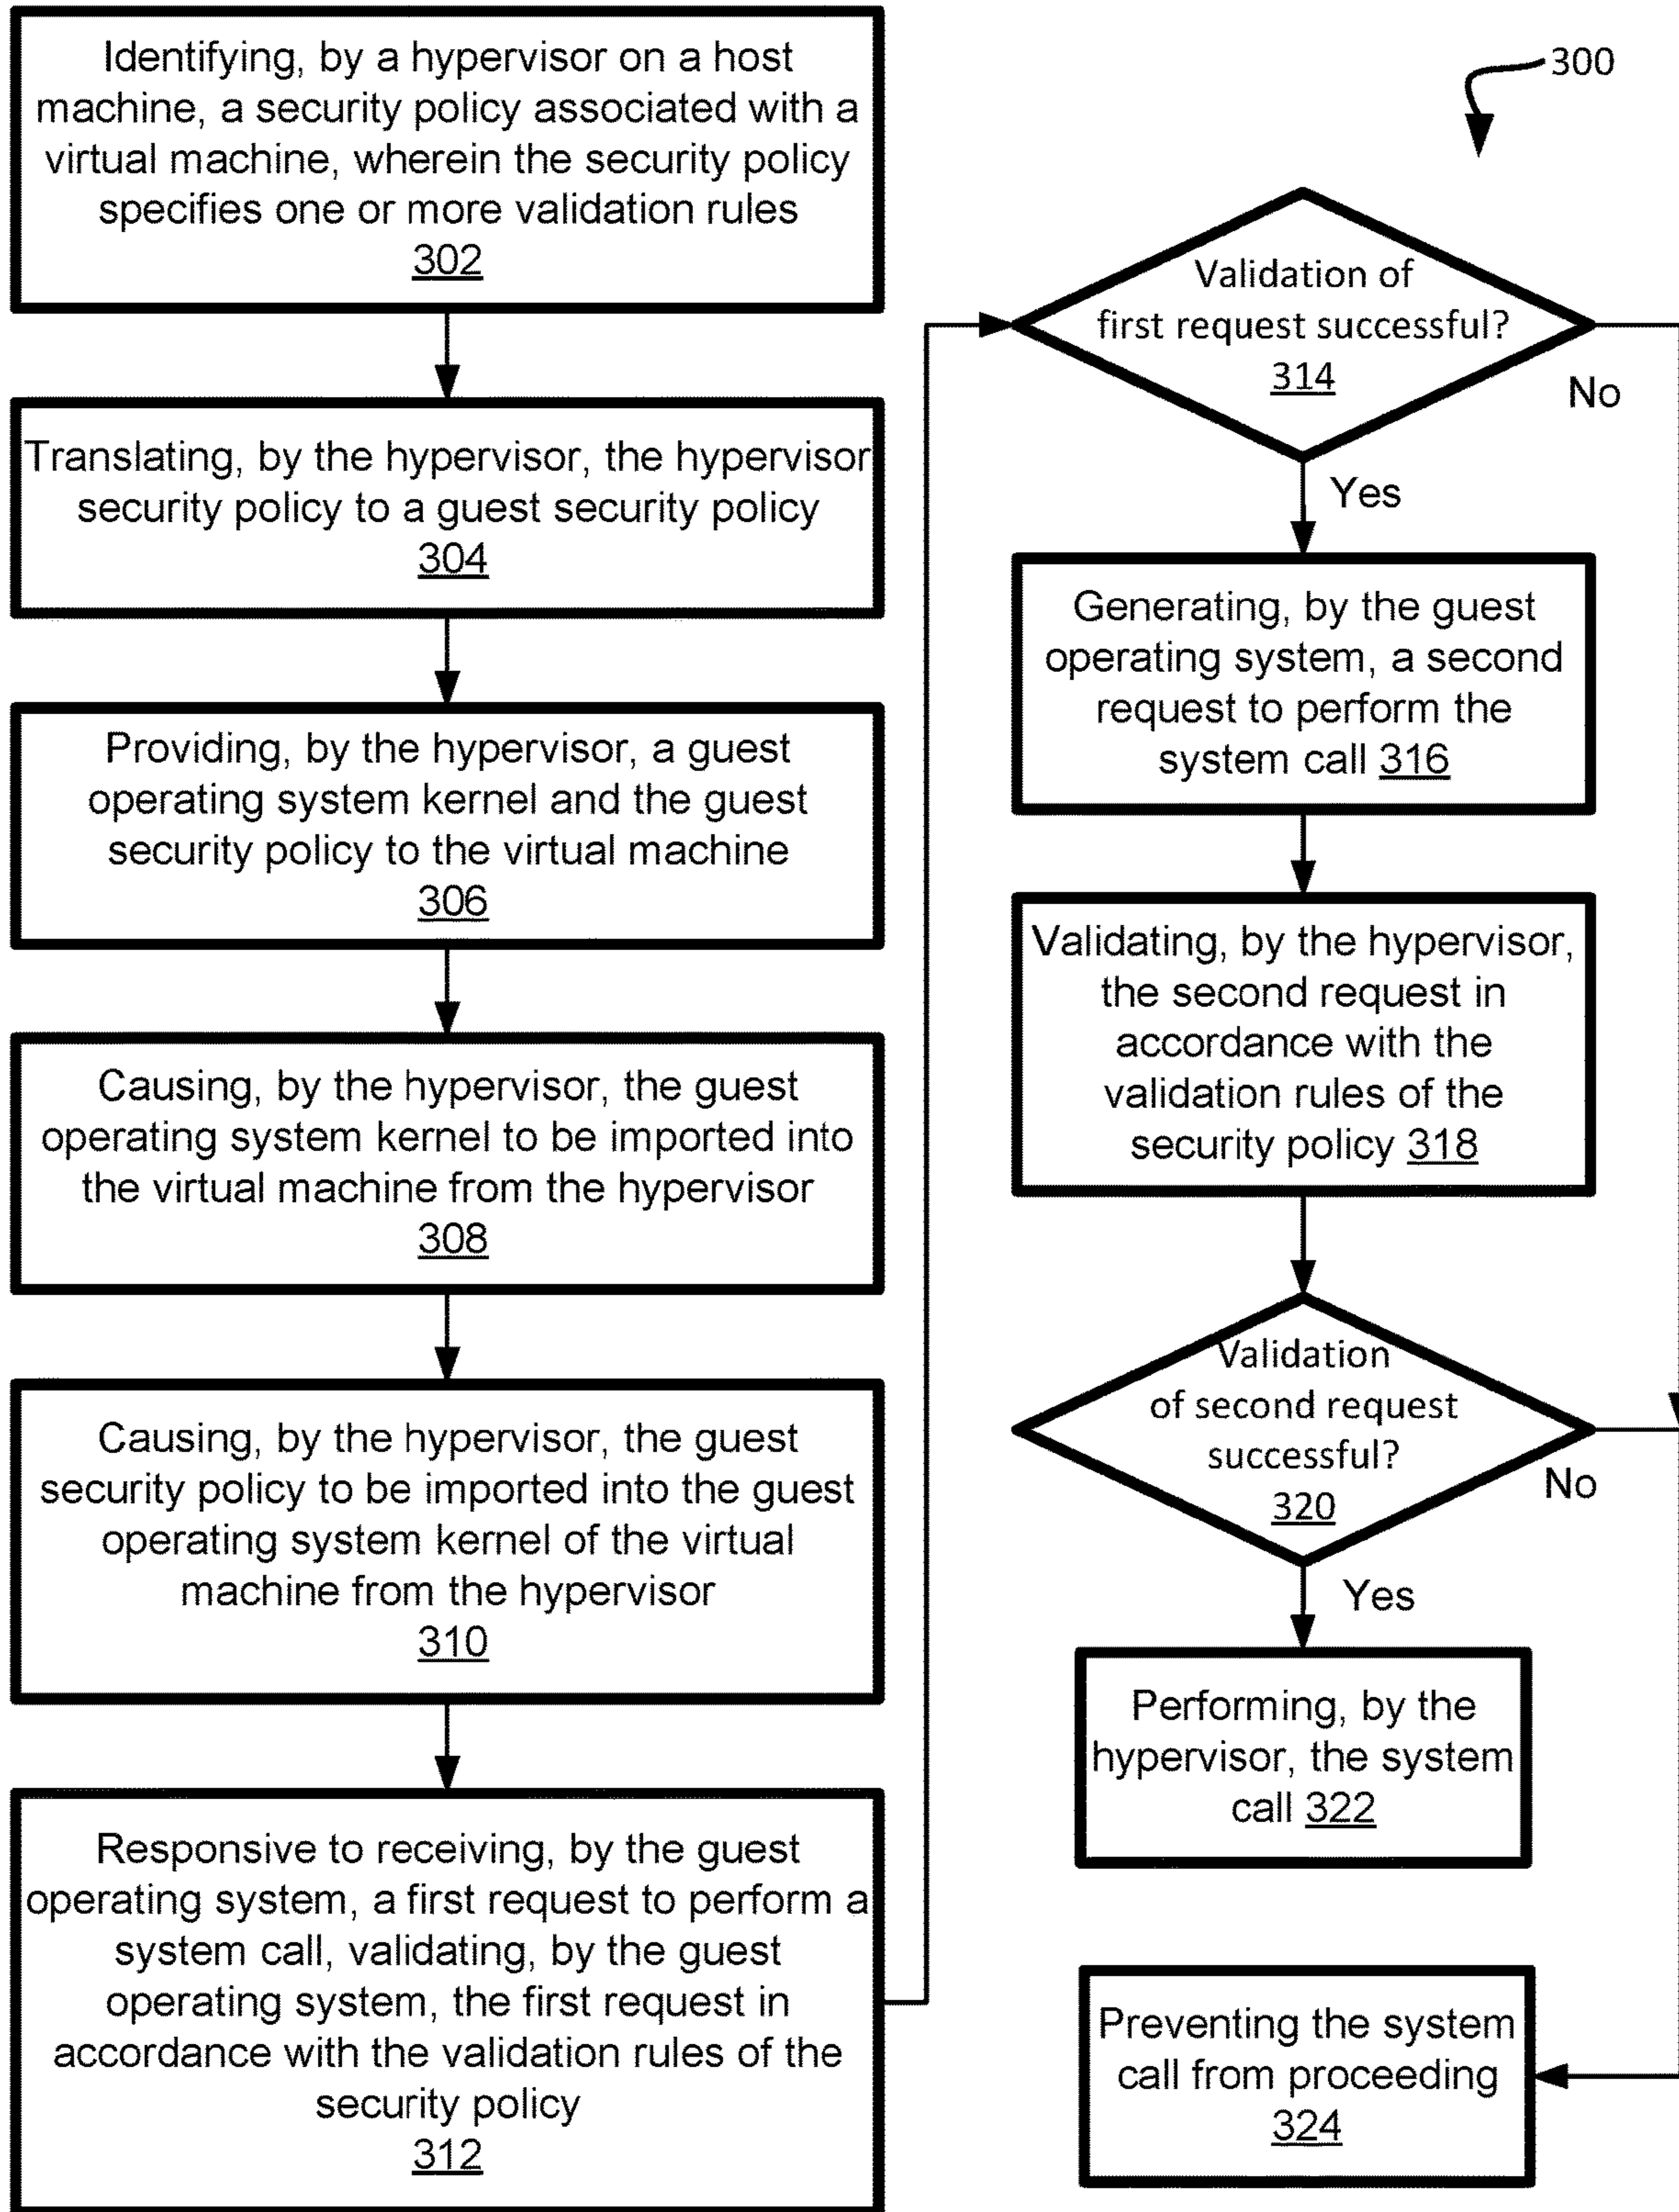 Identifying, by a hypervisor on a host
machine, a security policy associated with a
virtual machine, wherein the security policy
specifies one or more validation rules
302
Translating, by the hypervisor, the hypervisor
security policy to a guest security policy
304
Providing, by the hypervisor, a guest
operating system kernel and the guest
security policy to the virtual machine
306
Causing, by the hypervisor, the guest
operating system kernel to be imported into
the virtual machine from the hypervisor
308
Causing, by the hypervisor, the guest
security policy to be imported into the guest
operating system kernel of the virtual
machine from the hypervisor
310
Responsive to receiving, by the guest
operating system, a first request to perform a
system call, validating, by the guest
operating system, the first request in
accordance with the validation rules of the
security policy
312
300
Validation of
first request successful?
314
No
Yes
Generating, by the guest
operating system, a second
request to perform the
system call 316
Validating, by the hypervisor,
the second request in
accordance with the
validation rules of the
security policy 318
Validation
of second request
successful?
320
No
Yes
Performing, by the
hypervisor, the system
call 322
Preventing the system
call from proceeding
324